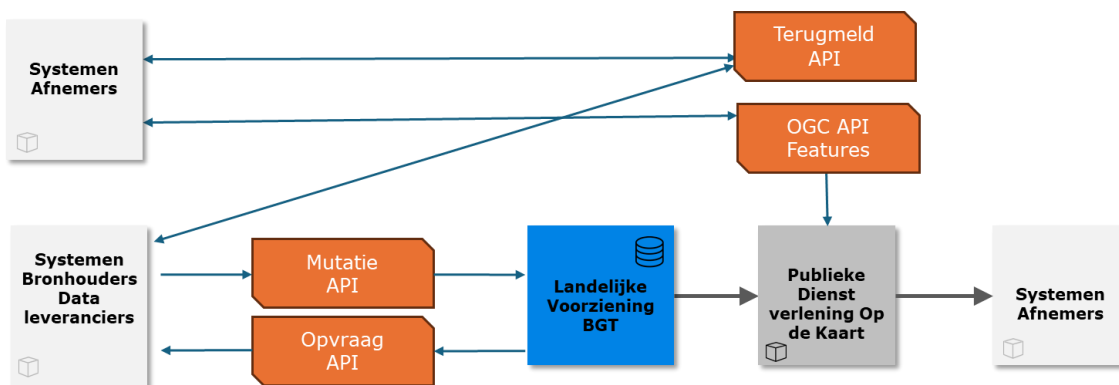 Systemen
Afnemers
Terugmeld
API
OGC API
Features
Systemen
Bronhouders
Data
leveranciers
Mutatie
API
Opvraag
API
Landelijke
Voorziening
BGT
Publieke
Dienst
verlening Op
de Kaart
Systemen
Afnemers